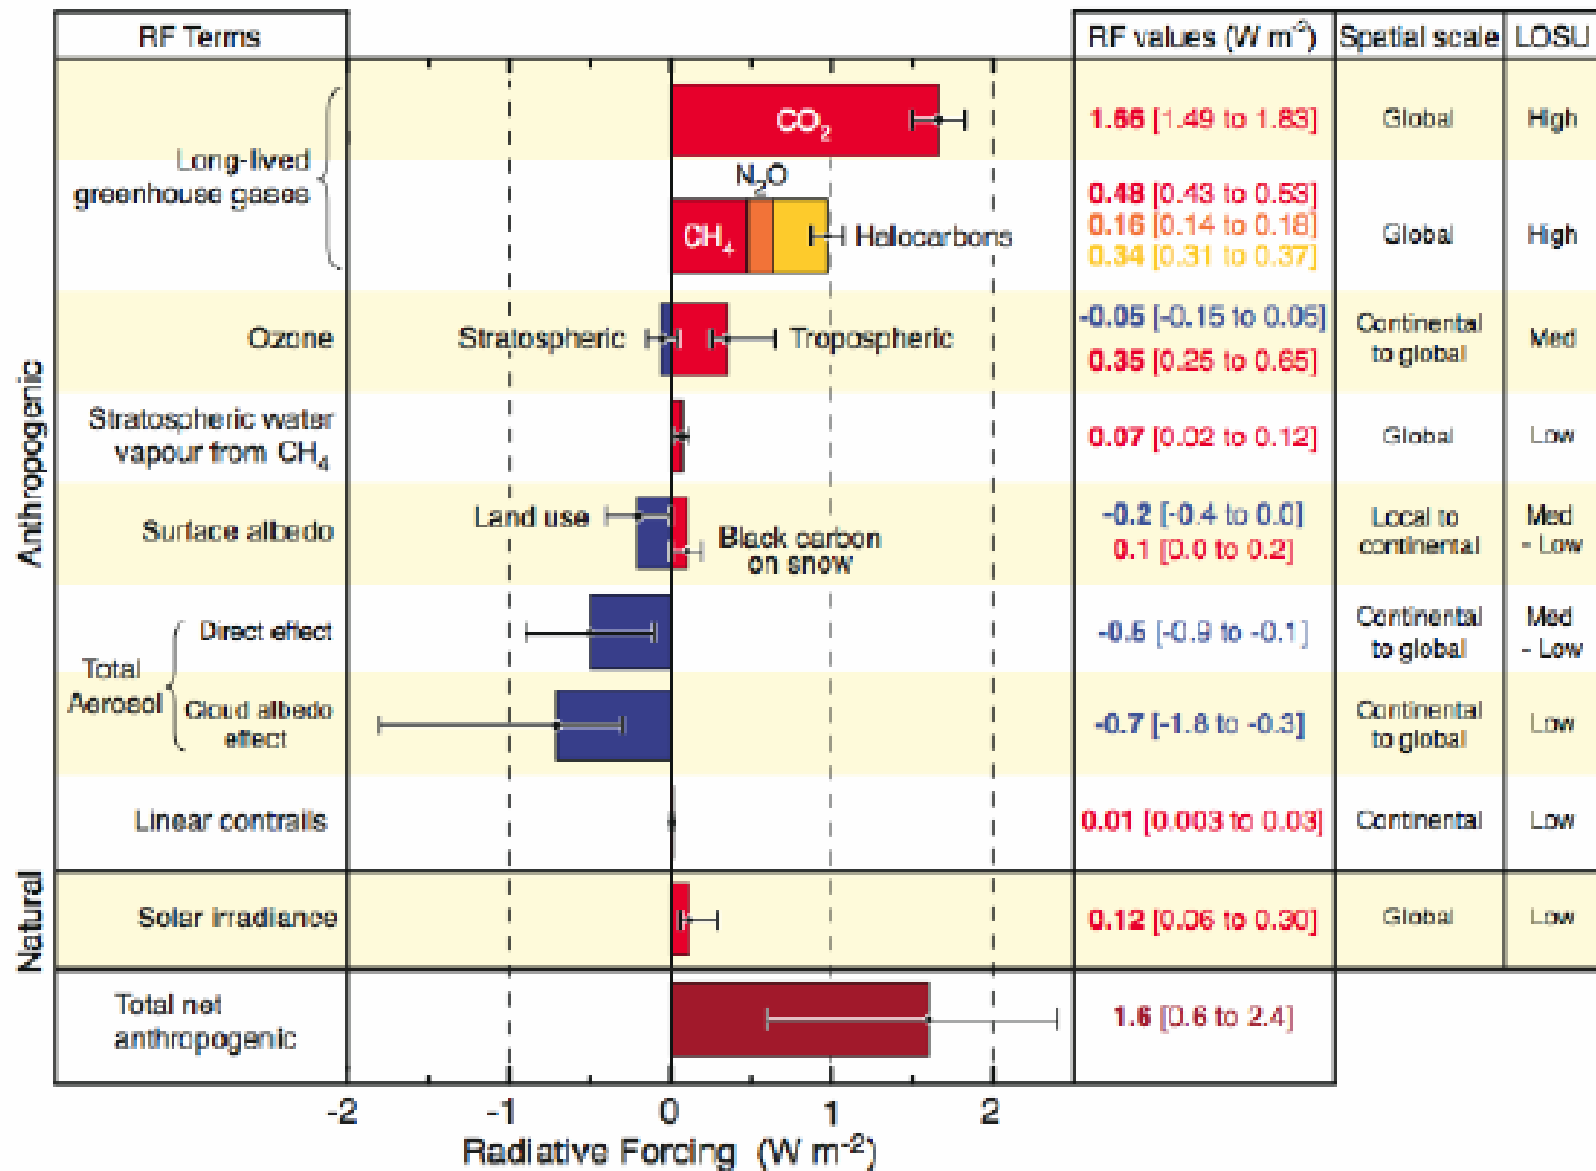 RF Terms
RF values (W m⁻²)
Spatial scale
LOSU
Anthropogenic
Long-lived
greenhouse gases
CO₂
1.66 [1.49 to 1.83]
Global
High
N₂O
CH₄
Halocarbons
0.48 [0.43 to 0.53]
0.16 [0.14 to 0.18]
0.34 [0.31 to 0.37]
Global
High
Ozone
Stratospheric
Tropospheric
-0.05 [-0.15 to 0.05]
0.35 [0.25 to 0.65]
Continental
to global
Med
Stratospheric water
vapour from CH₄
0.07 [0.02 to 0.12]
Global
Low
Surface albedo
Land use
Black carbon
on snow
-0.2 [-0.4 to 0.0]
0.1 [0.0 to 0.2]
Local to
continental
Med
- Low
Total
Aerosol
Direct effect
-0.5 [-0.9 to -0.1]
Continental
to global
Med
- Low
Cloud albedo
effect
-0.7 [-1.8 to -0.3]
Continental
to global
Low
Linear contrails
0.01 [0.003 to 0.03]
Continental
Low
Natural
Solar irradiance
0.12 [0.06 to 0.30]
Global
Low
Total net
anthropogenic
1.6 [0.6 to 2.4]
-2 -1 0 1 2
Radiative Forcing (W m⁻²)